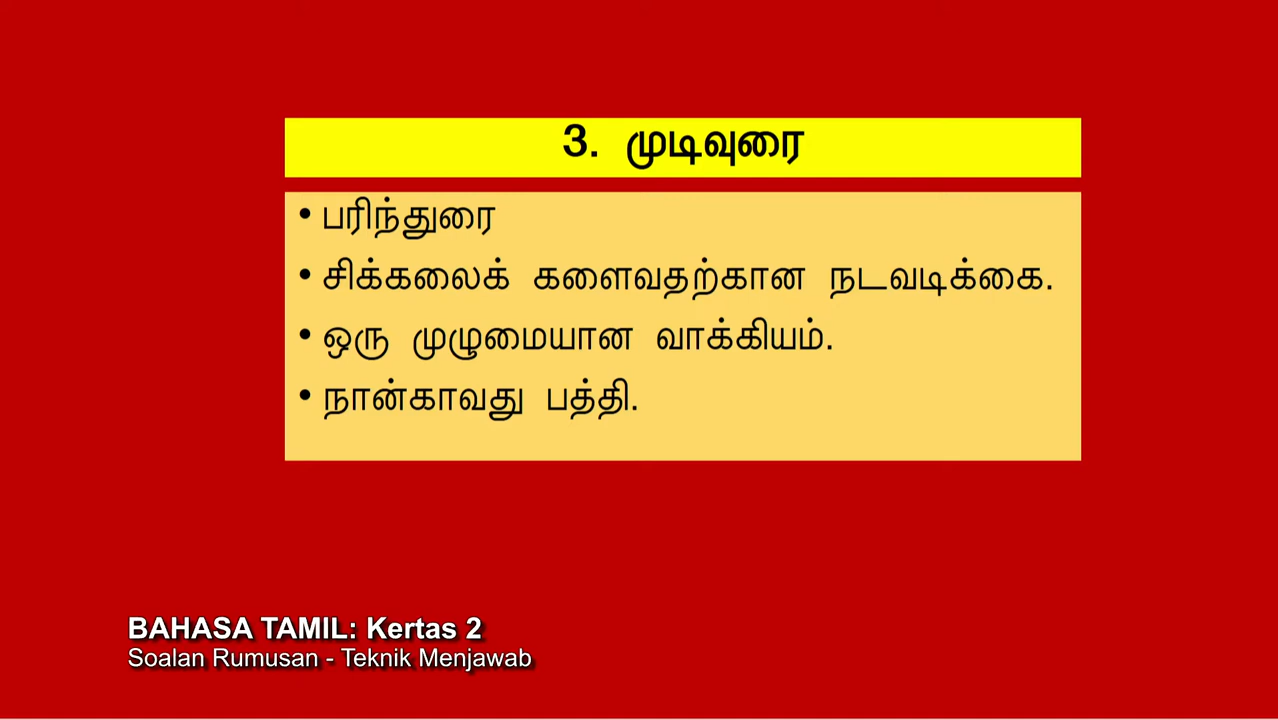 3. முடிவுரை
• பரிந்துரை
• சிக்கலைக் களைவதற்கான நடவடிக்கை.
• ஒரு முழுமையான வாக்கியம்.
• நான்காவது பத்தி.
BAHASA TAMIL: Kertas 2
Soalan Rumusan - Teknik Menjawab